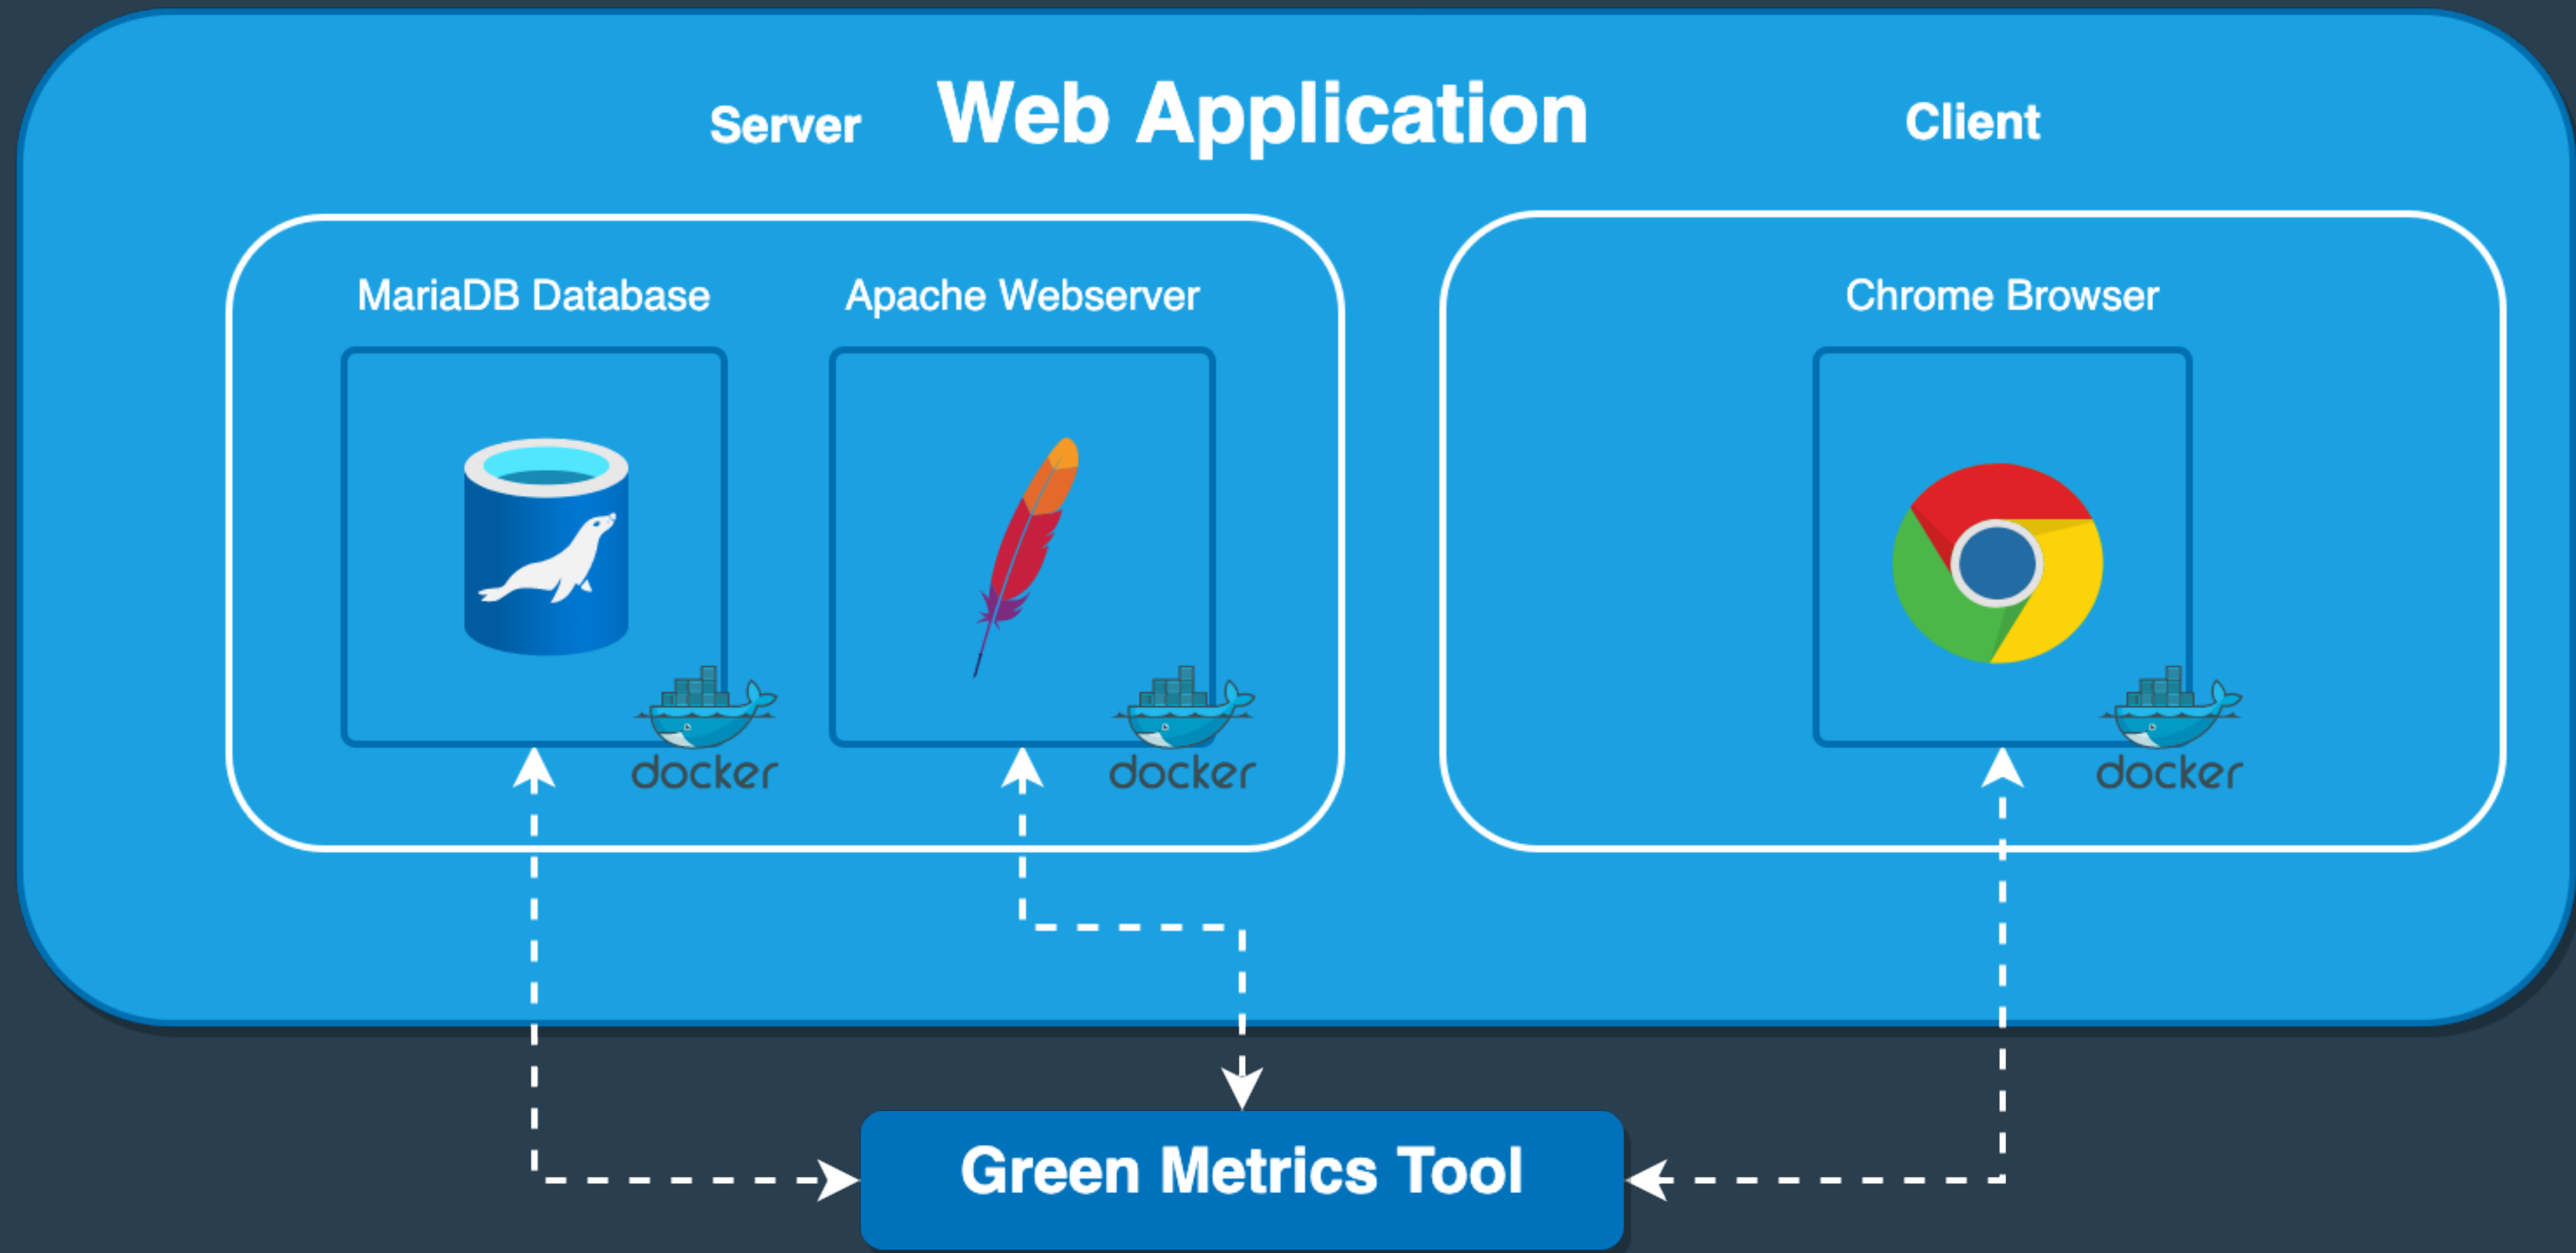 Server
Web Application
Client
MariaDB Database
Apache Webserver
Chrome Browser
docker
docker
docker
Green Metrics Tool